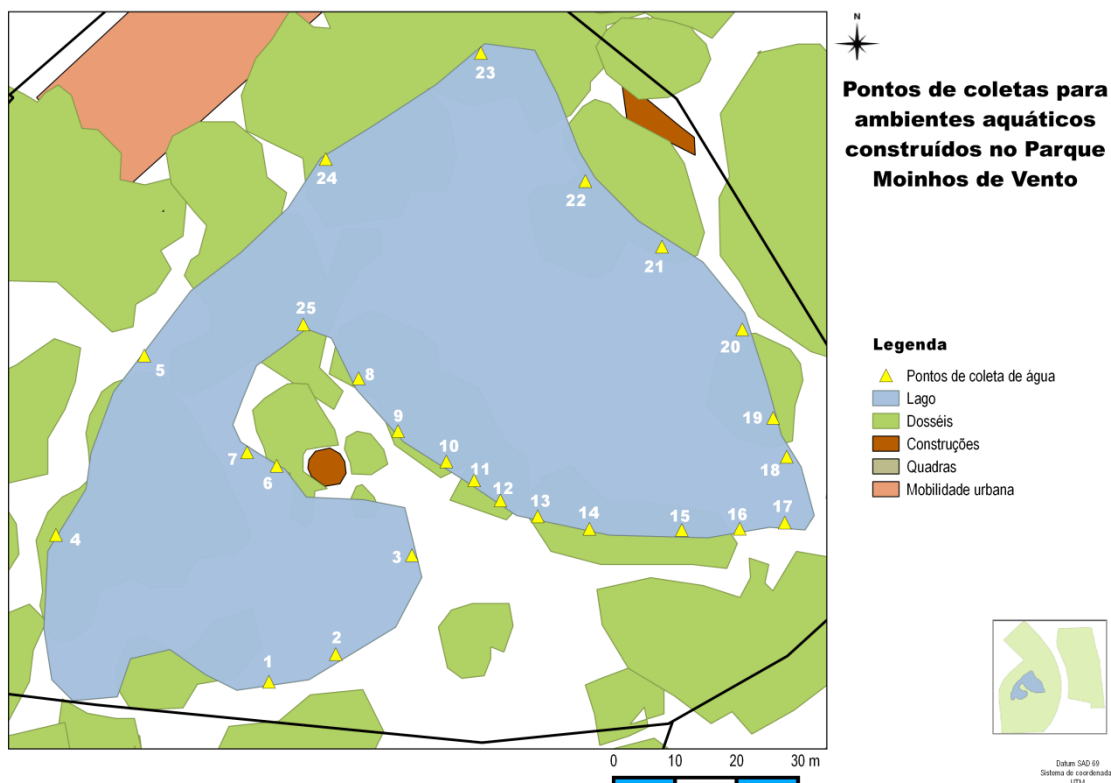 N
Pontos de coletas para
ambientes aquáticos
construídos no Parque
Moinhos de Vento
23
24
22
21
25
20
5
8
19
9
10
18
7
11
6
12
13
17
14
15
16
4
3
2
1
Legenda
Pontos de coleta de água
Lago
Dosséis
Construções
Quadras
Mobilidade urbana
0 10 20 30 m
Datum SAD 69
Sistema de coordenada
UTM